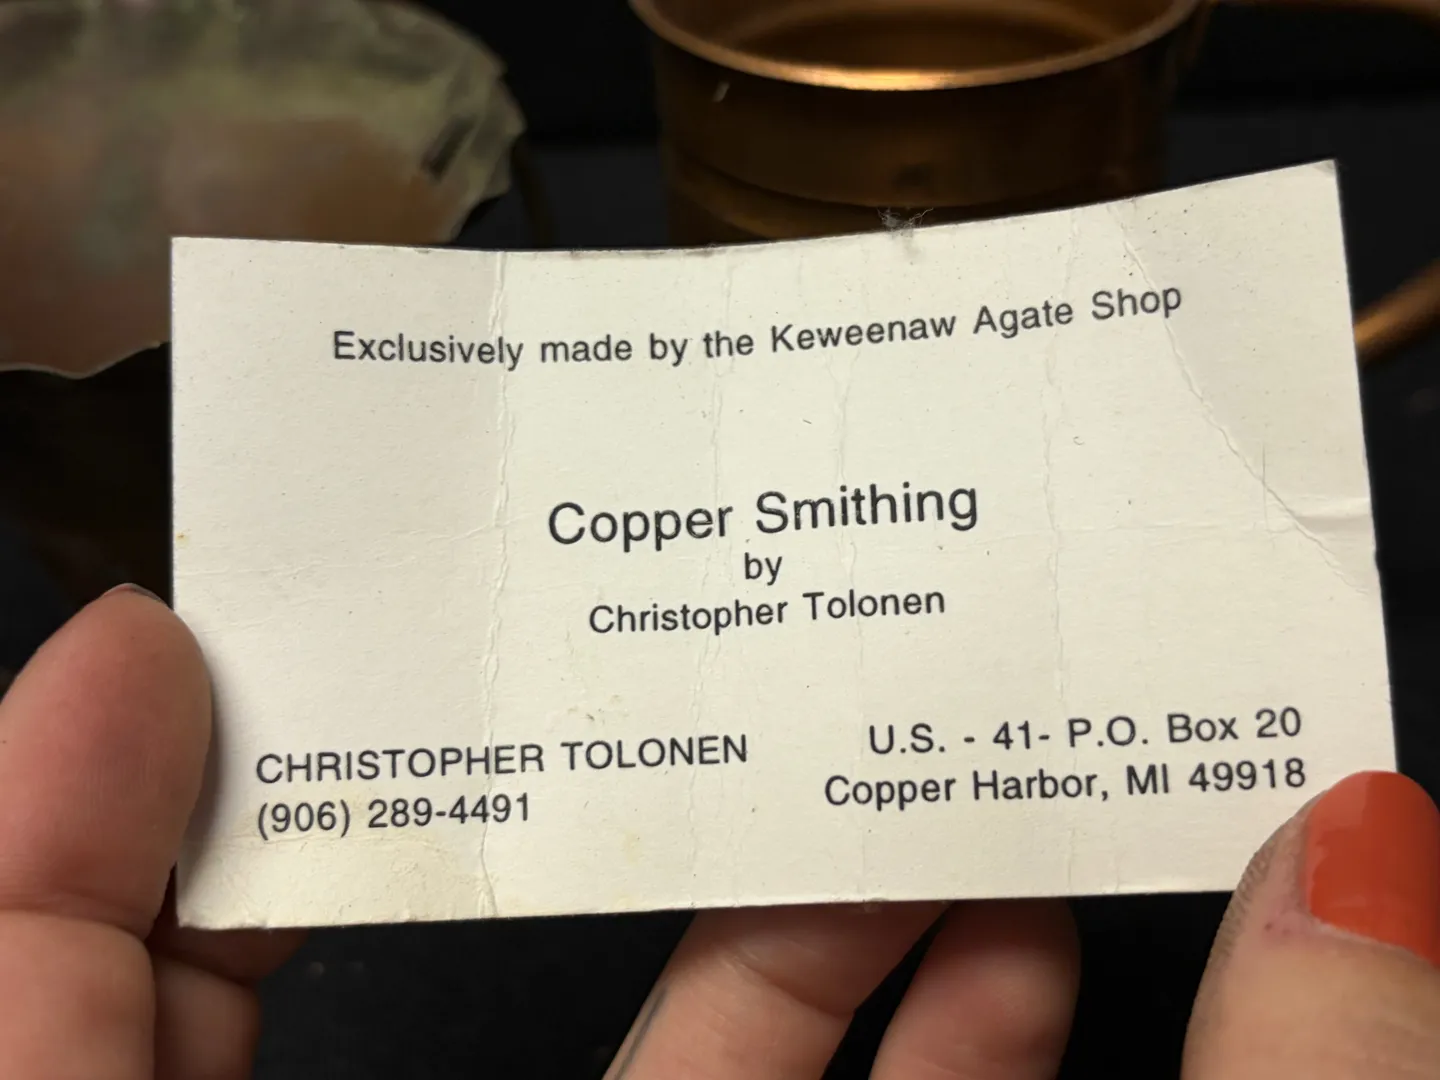 Exclusively made by the Keweenaw Agate Shop
Copper Smithing
by
Christopher Tolonen
CHRISTOPHER TOLONEN
(906) 289-4491
U.S. - 41- P.O. Box 20
Copper Harbor, MI 49918